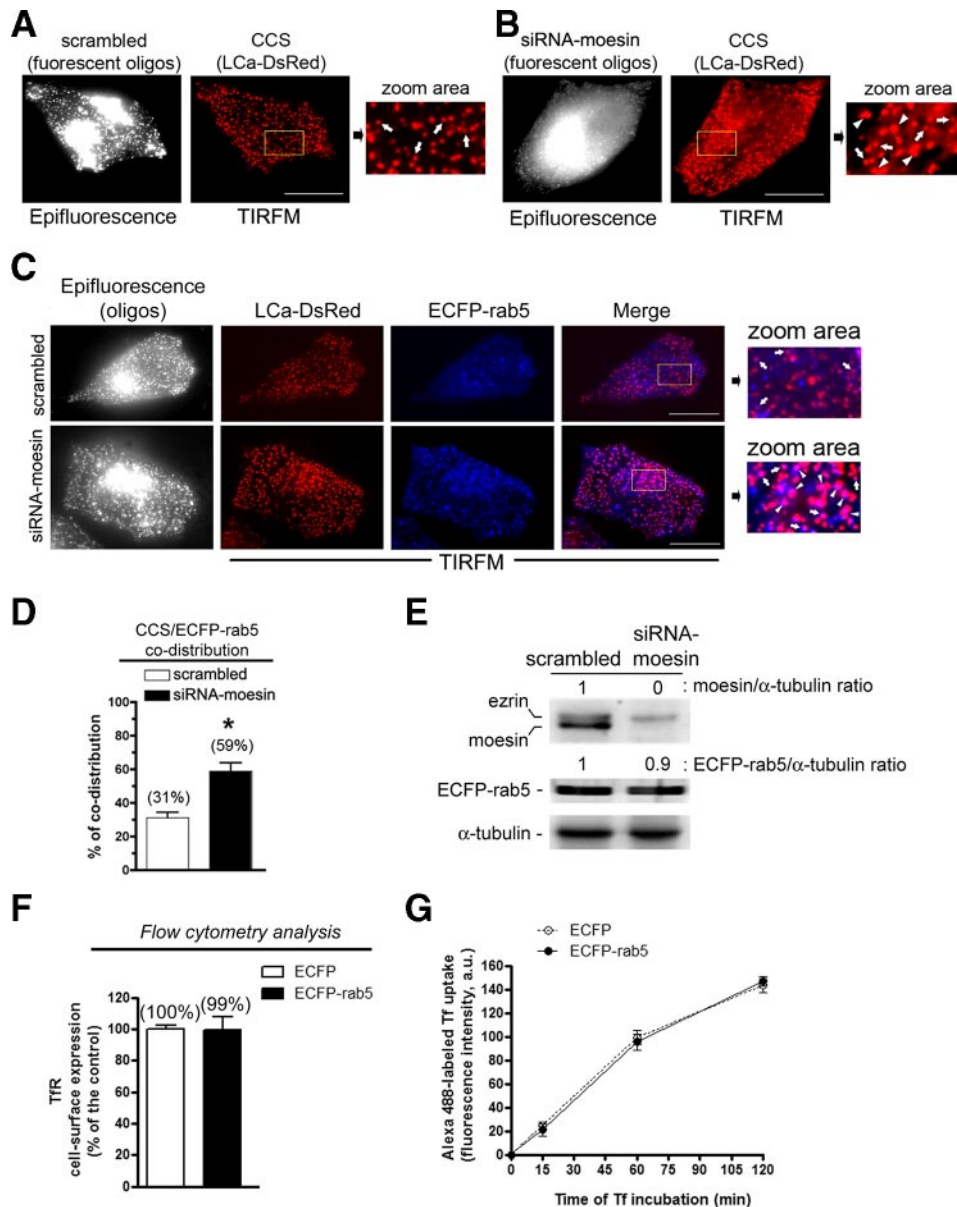 A
scrambled
(fuorescent oligos)
CCS
(LCa-DsRed)
zoom area
Epifluorescence
TIRFM
B
siRNA-moesin
(fuorescent oligos)
CCS
(LCa-DsRed)
zoom area
Epifluorescence
TIRFM
C
Epifluorescence
(oligos)
LCa-DsRed
ECFP-rab5
Merge
zoom area
scrambled
siRNA-moesin
zoom area
TIRFM
D
CCS/ECFP-rab5
co-distribution
scrambled
siRNA-moesin
% of co-distribution
100
80
60
40
20
0
(31%)
*
(59%)
E
scrambled
siRNA-
moesin
1 0 : moesin/α-tubulin ratio
ezrin
moesin
1 0.9 : ECFP-rab5/α-tubulin ratio
ECFP-rab5 -
α-tubulin -
F
Flow cytometry analysis
ECFP
ECFP-rab5
TfR
cell-surface expression
(% of the control)
120
100
80
60
40
20
0
(100%)
(99%)
G
ECFP
ECFP-rab5
Alexa 488-labeled Tf uptake
(fluorescence intensity, a.u.)
160
140
120
100
80
60
40
20
0
0 15 30 45 60 75 90 105 120
Time of Tf incubation (min)